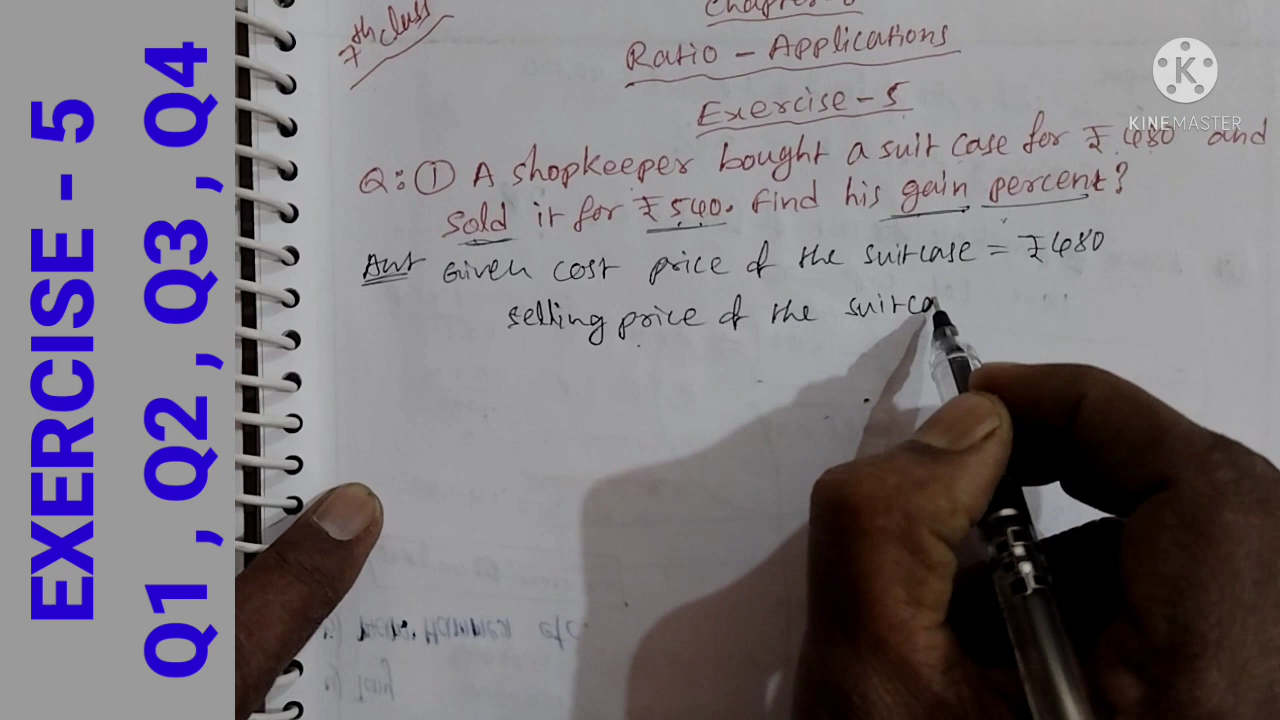 EXERCISE - 5
Q1 , Q2 , Q3 , Q4
7th class
Ratio - Applications
Exercise - 5
Q: ① A shopkeeper bought a suit case for ₹ 480 and
sold it for ₹ 540. Find his gain percent?
Ans Given cost price of the suitcase = ₹480
selling price of the suitca
KINEMASTER